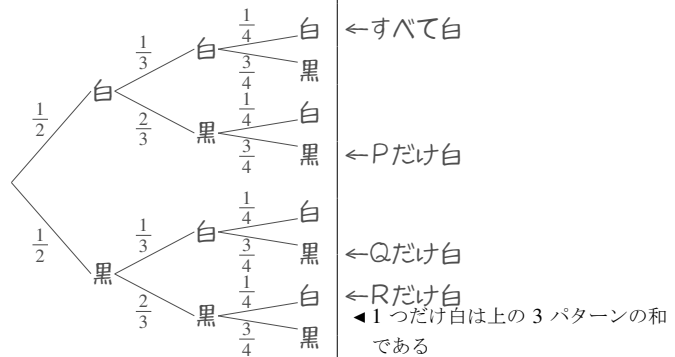 1/4 白 ←すべて白
1/3 白
3/4 黒
白
1/4 白
1/2 2/3 黒
3/4 黒 ←Pだけ白
1/4 白
1/2 1/3 白
3/4 黒 ←Qだけ白
黒
1/4 白 ←Rだけ白
2/3 黒
◀ 1 つだけ白は上の 3 パターンの和
3/4 黒
である